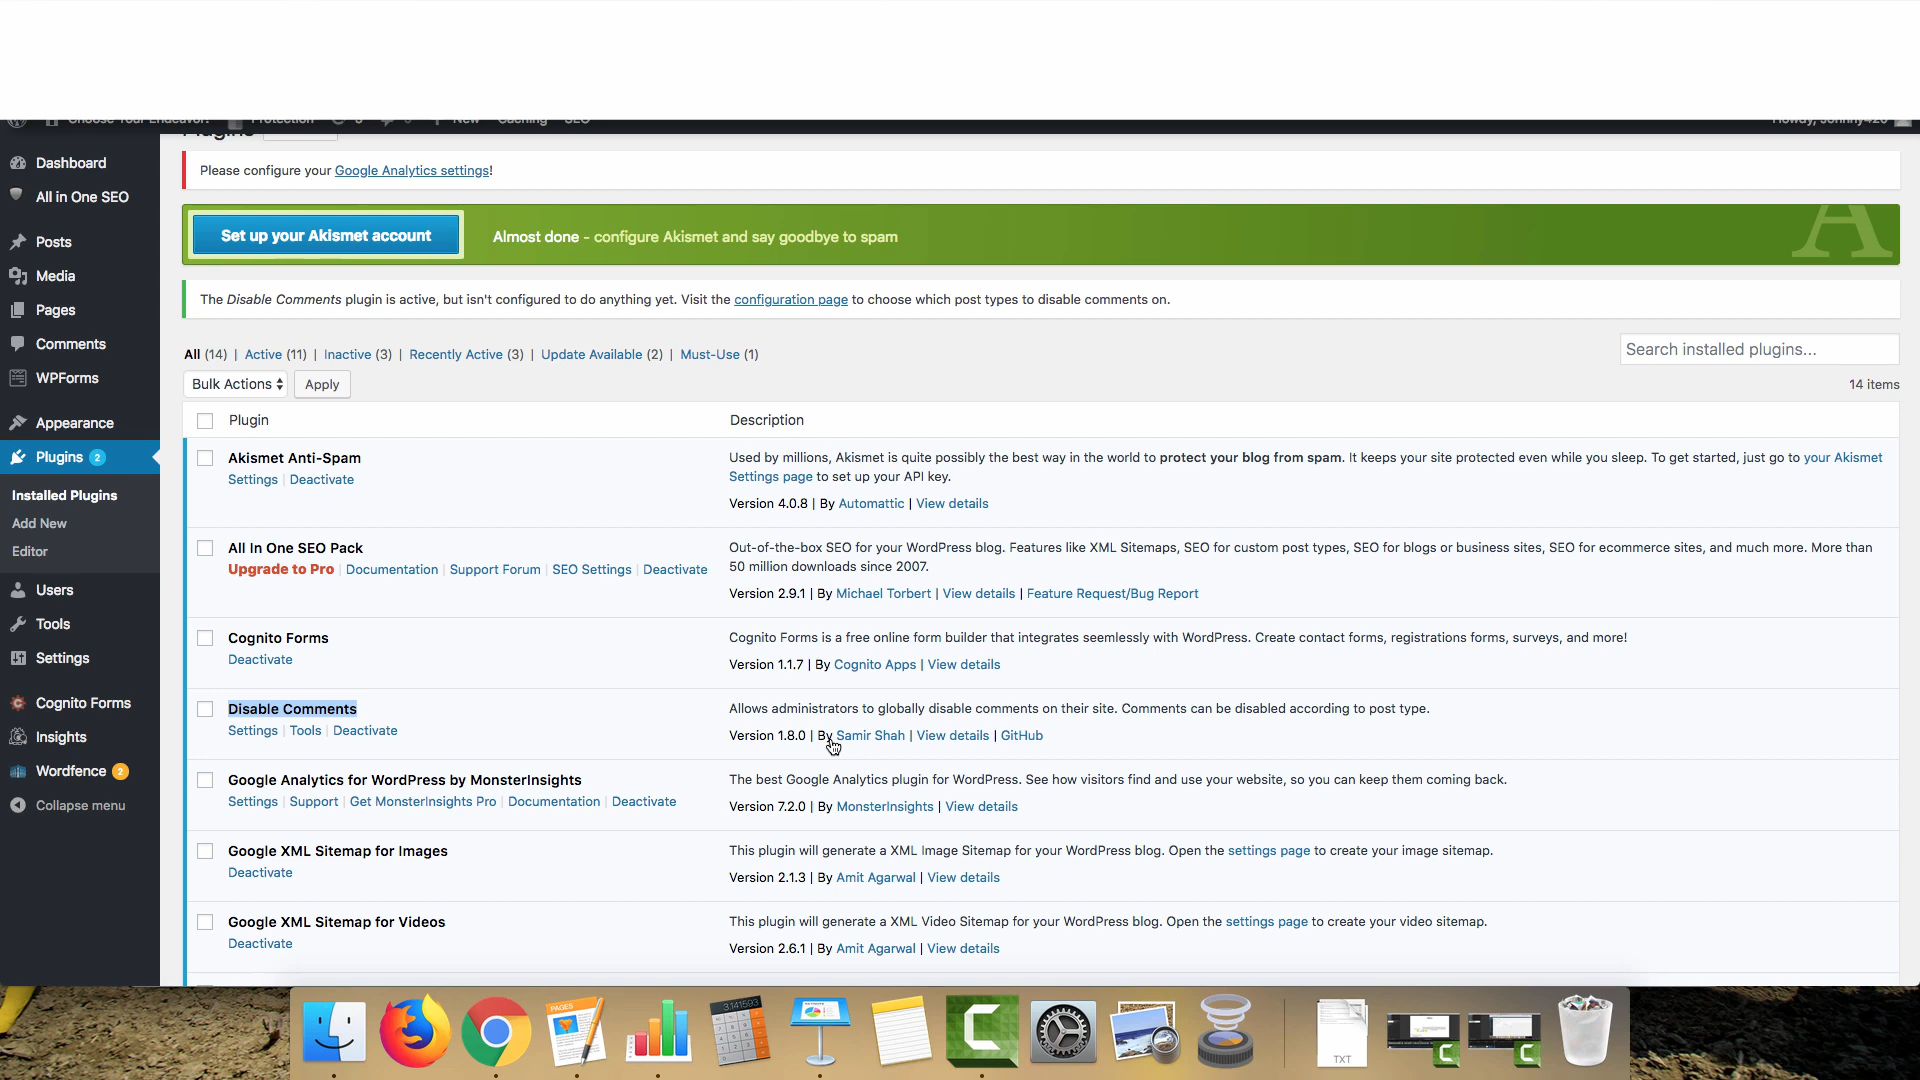 Choose Your Endeavor! Protection New Caching SEO
Howdy, Johnny420
Plugins
Dashboard
All in One SEO
Posts
Media
Pages
Comments
WPForms
Appearance
Plugins 2
Installed Plugins
Add New
Editor
Users
Tools
Settings
Cognito Forms
Insights
Wordfence 2
Collapse menu
Please configure your Google Analytics settings!
Set up your Akismet account
Almost done - configure Akismet and say goodbye to spam
A
The Disable Comments plugin is active, but isn't configured to do anything yet. Visit the configuration page to choose which post types to disable comments on.
All (14) | Active (11) | Inactive (3) | Recently Active (3) | Update Available (2) | Must-Use (1)
Search installed plugins...
Bulk Actions
Apply
14 items
Plugin
Description
Akismet Anti-Spam
Settings | Deactivate
Used by millions, Akismet is quite possibly the best way in the world to protect your blog from spam. It keeps your site protected even while you sleep. To get started, just go to your Akismet
Settings page to set up your API key.
Version 4.0.8 | By Automattic | View details
All In One SEO Pack
Upgrade to Pro | Documentation | Support Forum | SEO Settings | Deactivate
Out-of-the-box SEO for your WordPress blog. Features like XML Sitemaps, SEO for custom post types, SEO for blogs or business sites, SEO for ecommerce sites, and much more. More than
50 million downloads since 2007.
Version 2.9.1 | By Michael Torbert | View details | Feature Request/Bug Report
Cognito Forms
Deactivate
Cognito Forms is a free online form builder that integrates seemlessly with WordPress. Create contact forms, registrations forms, surveys, and more!
Version 1.1.7 | By Cognito Apps | View details
Disable Comments
Settings | Tools | Deactivate
Allows administrators to globally disable comments on their site. Comments can be disabled according to post type.
Version 1.8.0 | By Samir Shah | View details | GitHub
Google Analytics for WordPress by MonsterInsights
Settings | Support | Get MonsterInsights Pro | Documentation | Deactivate
The best Google Analytics plugin for WordPress. See how visitors find and use your website, so you can keep them coming back.
Version 7.2.0 | By MonsterInsights | View details
Google XML Sitemap for Images
Deactivate
This plugin will generate a XML Image Sitemap for your WordPress blog. Open the settings page to create your image sitemap.
Version 2.1.3 | By Amit Agarwal | View details
Google XML Sitemap for Videos
Deactivate
This plugin will generate a XML Video Sitemap for your WordPress blog. Open the settings page to create your video sitemap.
Version 2.6.1 | By Amit Agarwal | View details
PAGES
3.141593
KEYNOTE
C
TXT
C
C